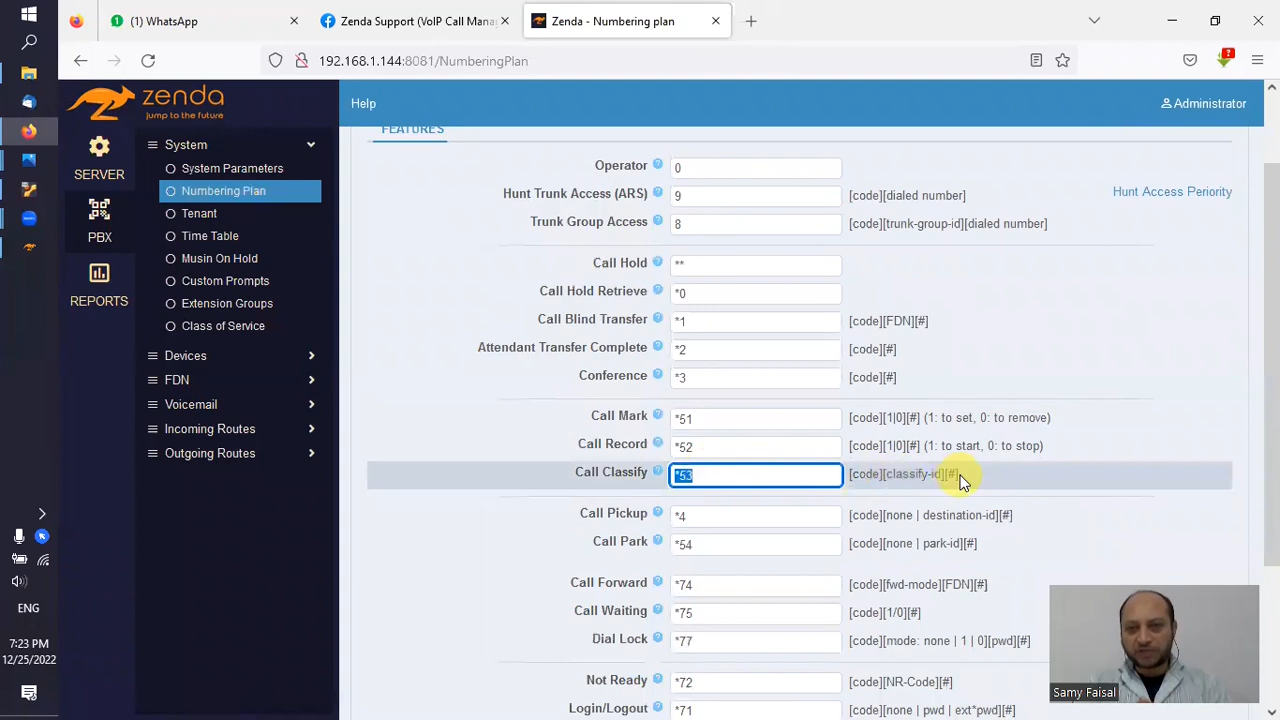 (1) WhatsApp
Zenda Support (VoIP Call Mana
Zenda - Numbering plan
192.168.1.144:8081/NumberingPlan
zenda
jump to the future
Help
Administrator
SERVER
PBX
REPORTS
System
System Parameters
Numbering Plan
Tenant
Time Table
Musin On Hold
Custom Prompts
Extension Groups
Class of Service
Devices
FDN
Voicemail
Incoming Routes
Outgoing Routes
FEATURES
Operator 0
Hunt Trunk Access (ARS) 9 [code][dialed number] Hunt Access Periority
Trunk Group Access 8 [code][trunk-group-id][dialed number]
Call Hold **
Call Hold Retrieve *0
Call Blind Transfer *1 [code][FDN][#]
Attendant Transfer Complete *2 [code][#]
Conference *3 [code][#]
Call Mark *51 [code][1|0][#] (1: to set, 0: to remove)
Call Record *52 [code][1|0][#] (1: to start, 0: to stop)
Call Classify *53 [code][classify-id][#]
Call Pickup *4 [code][none | destination-id][#]
Call Park *54 [code][none | park-id][#]
Call Forward *74 [code][fwd-mode][FDN][#]
Call Waiting *75 [code][1/0][#]
Dial Lock *77 [code][mode: none | 1 | 0][pwd][#]
Not Ready *72 [code][NR-Code][#]
Login/Logout *71 [code][none | pwd | ext*pwd][#]
ENG
7:23 PM
12/25/2022
Samy Faisal